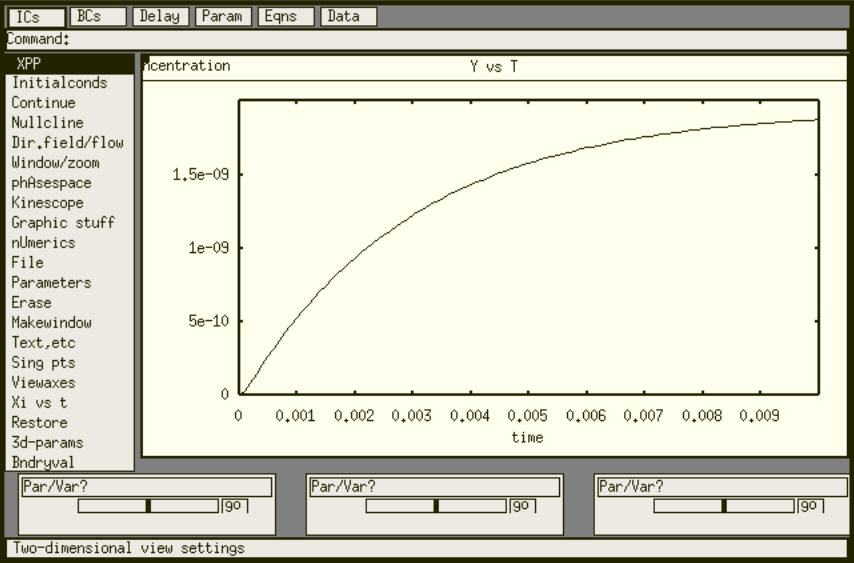 ICs BCs Delay Param Eqns Data
Command:
XPP
Initialconds
Continue
Nullcline
Dir.field/flow
Window/zoom
phAsespace
Kinescope
Graphic stuff
nUmerics
File
Parameters
Erase
Makewindow
Text,etc
Sing pts
Viewaxes
Xi vs t
Restore
3d-params
Bndryval
ncentration Y vs T
1.5e-09
1e-09
5e-10
0
0 0.001 0.002 0.003 0.004 0.005 0.006 0.007 0.008 0.009
time
Par/Var? Par/Var? Par/Var?
go go go
Two-dimensional view settings